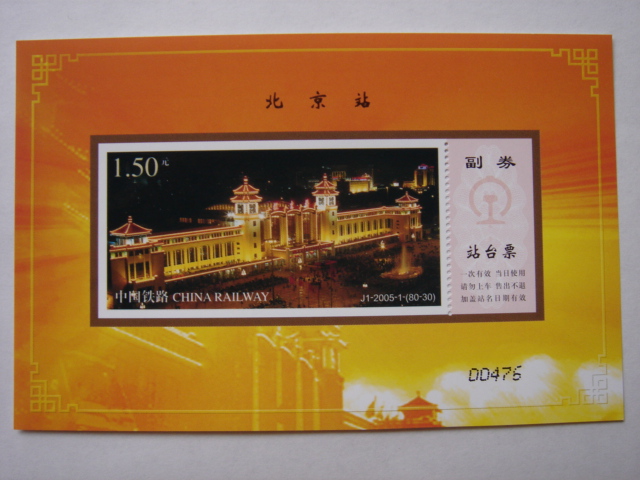 北京站
1.50元
中国铁路 CHINA RAILWAY
J1-2005-1-(80-30)
副券
站台票
一次有效 当日使用
请勿上车 售出不退
加盖站名日期有效
00476